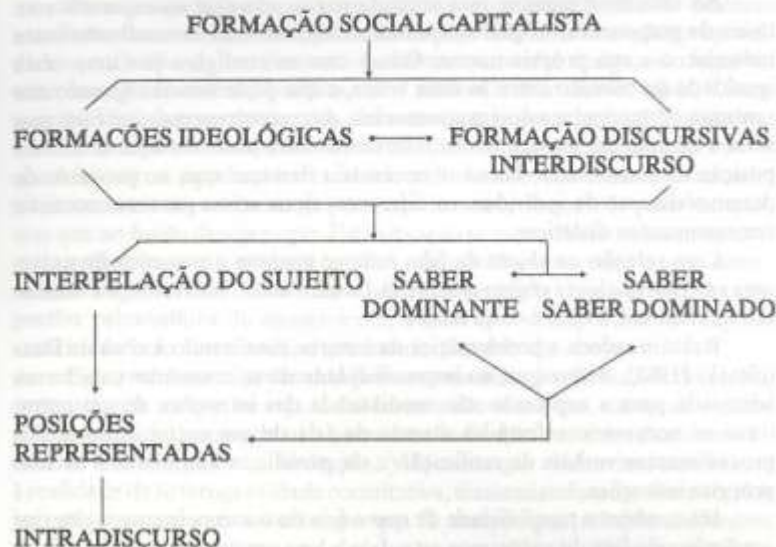 FORMAÇÃO SOCIAL CAPITALISTA
FORMACÕES IDEOLÓGICAS FORMAÇÃO DISCURSIVAS
INTERDISCURSO
INTERPELAÇÃO DO SUJEITO SABER SABER
DOMINANTE SABER DOMINADO
POSIÇÕES
REPRESENTADAS
INTRADISCURSO